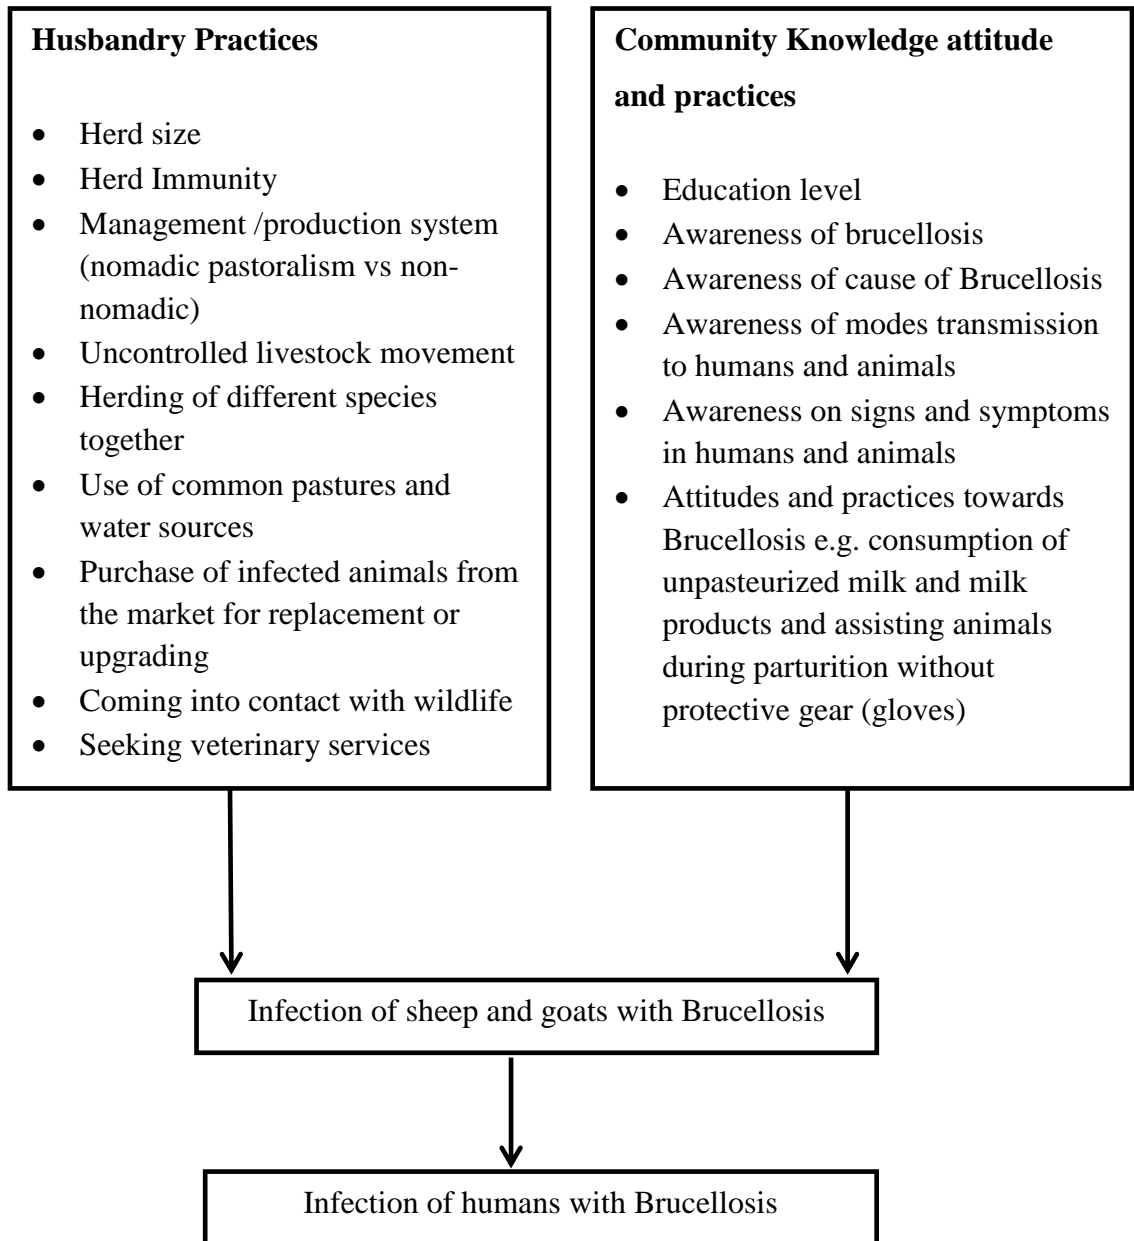 Husbandry Practices
• Herd size
• Herd Immunity
• Management /production system
(nomadic pastoralism vs non-
nomadic)
• Uncontrolled livestock movement
• Herding of different species
together
• Use of common pastures and
water sources
• Purchase of infected animals from
the market for replacement or
upgrading
• Coming into contact with wildlife
• Seeking veterinary services
Community Knowledge attitude
and practices
• Education level
• Awareness of brucellosis
• Awareness of cause of Brucellosis
• Awareness of modes transmission
to humans and animals
• Awareness on signs and symptoms
in humans and animals
• Attitudes and practices towards
Brucellosis e.g. consumption of
unpasteurized milk and milk
products and assisting animals
during parturition without
protective gear (gloves)
Infection of sheep and goats with Brucellosis
Infection of humans with Brucellosis